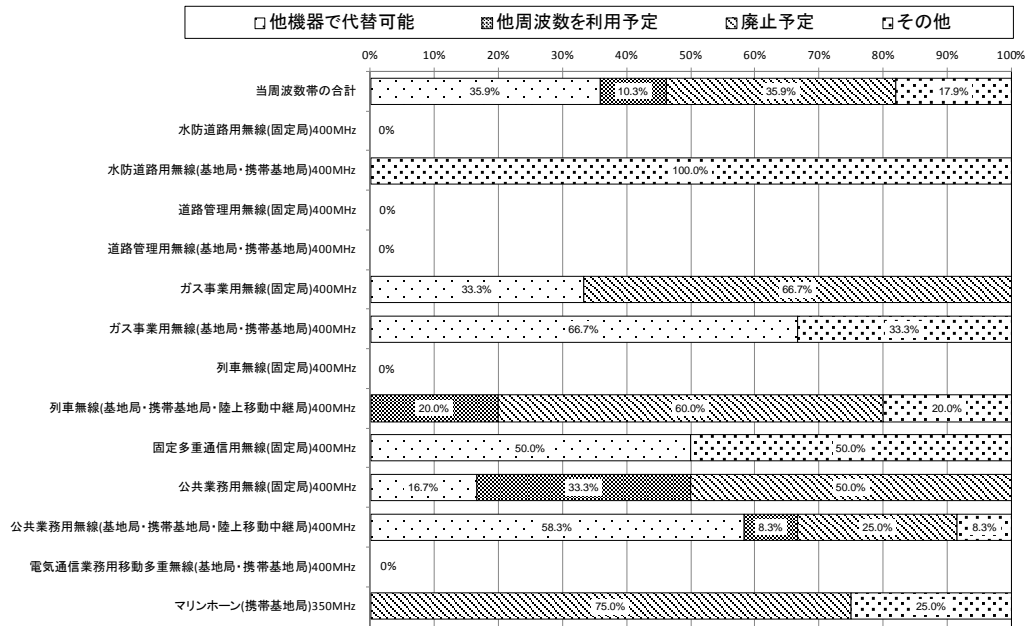 他機器で代替可能 他周波数を利用予定 廃止予定 その他
0% 10% 20% 30% 40% 50% 60% 70% 80% 90% 100%
当周波数帯の合計 35.9% 10.3% 35.9% 17.9%
水防道路用無線(固定局)400MHz 0%
水防道路用無線(基地局・携帯基地局)400MHz 100.0%
道路管理用無線(固定局)400MHz 0%
道路管理用無線(基地局・携帯基地局)400MHz 0%
ガス事業用無線(固定局)400MHz 33.3% 66.7%
ガス事業用無線(基地局・携帯基地局)400MHz 66.7% 33.3%
列車無線(固定局)400MHz 0%
列車無線(基地局・携帯基地局・陸上移動中継局)400MHz 20.0% 60.0% 20.0%
固定多重通信用無線(固定局)400MHz 50.0% 50.0%
公共業務用無線(固定局)400MHz 16.7% 33.3% 50.0%
公共業務用無線(基地局・携帯基地局・陸上移動中継局)400MHz 58.3% 8.3% 25.0% 8.3%
電気通信業務用移動多重無線(基地局・携帯基地局)400MHz 0%
マリンホーン(携帯基地局)350MHz 75.0% 25.0%